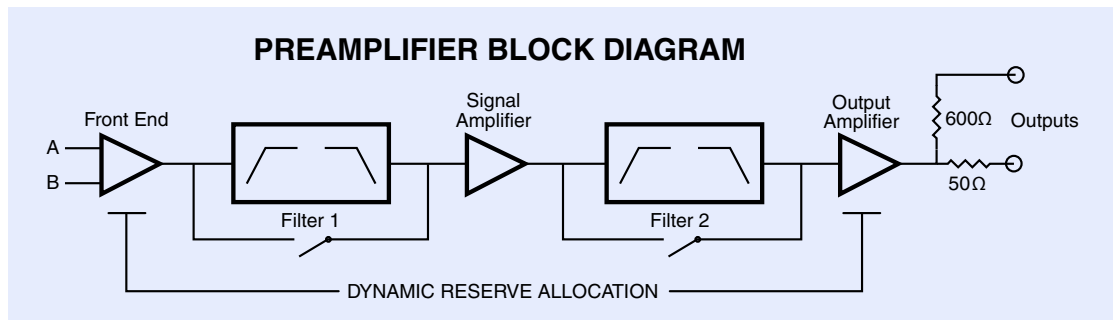 PREAMPLIFIER BLOCK DIAGRAM
Front End
A
B
Filter 1
Signal
Amplifier
Filter 2
Output
Amplifier
600Ω
Outputs
50Ω
DYNAMIC RESERVE ALLOCATION